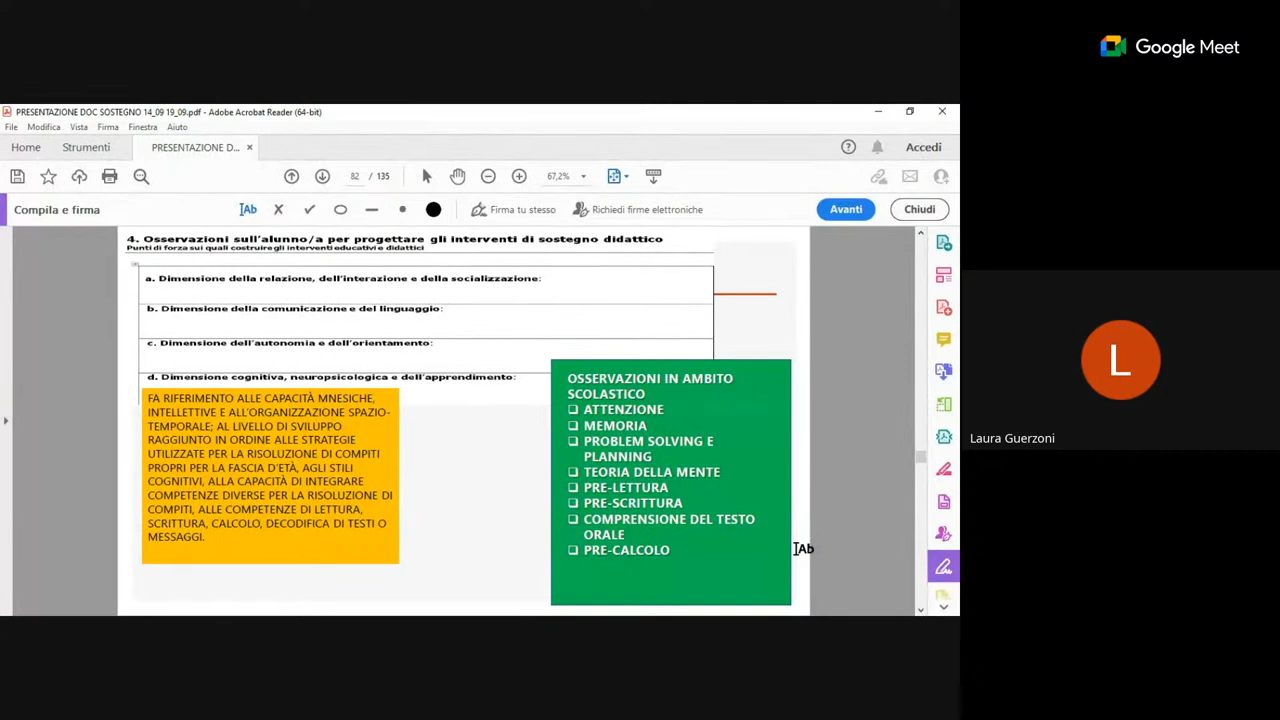 Google Meet
PRESENTAZIONE DOC SOSTEGNO 14_09 19_09.pdf - Adobe Acrobat Reader (64-bit)
File Modifica Vista Firma Finestra Aiuto
Home Strumenti PRESENTAZIONE D... × Accedi
82 / 135 67,2%
Compila e firma Ab Firma tu stesso Richiedi firme elettroniche Avanti Chiudi
4. Osservazioni sull'alunno/a per progettare gli interventi di sostegno didattico
Punti di forza sui quali costruire gli interventi educativi e didattici
a. Dimensione della relazione, dell'interazione e della socializzazione:
b. Dimensione della comunicazione e del linguaggio:
c. Dimensione dell'autonomia e dell'orientamento:
d. Dimensione cognitiva, neuropsicologica e dell'apprendimento:
FA RIFERIMENTO ALLE CAPACITÀ MNESICHE,
INTELLETTIVE E ALL'ORGANIZZAZIONE SPAZIO-
TEMPORALE; AL LIVELLO DI SVILUPPO
RAGGIUNTO IN ORDINE ALLE STRATEGIE
UTILIZZATE PER LA RISOLUZIONE DI COMPITI
PROPRI PER LA FASCIA D'ETÀ, AGLI STILI
COGNITIVI, ALLA CAPACITÀ DI INTEGRARE
COMPETENZE DIVERSE PER LA RISOLUZIONE DI
COMPITI, ALLE COMPETENZE DI LETTURA,
SCRITTURA, CALCOLO, DECODIFICA DI TESTI O
MESSAGGI.
OSSERVAZIONI IN AMBITO
SCOLASTICO
❑ ATTENZIONE
❑ MEMORIA
❑ PROBLEM SOLVING E
PLANNING
❑ TEORIA DELLA MENTE
❑ PRE-LETTURA
❑ PRE-SCRITTURA
❑ COMPRENSIONE DEL TESTO
ORALE
❑ PRE-CALCOLO
Ab
L
Laura Guerzoni